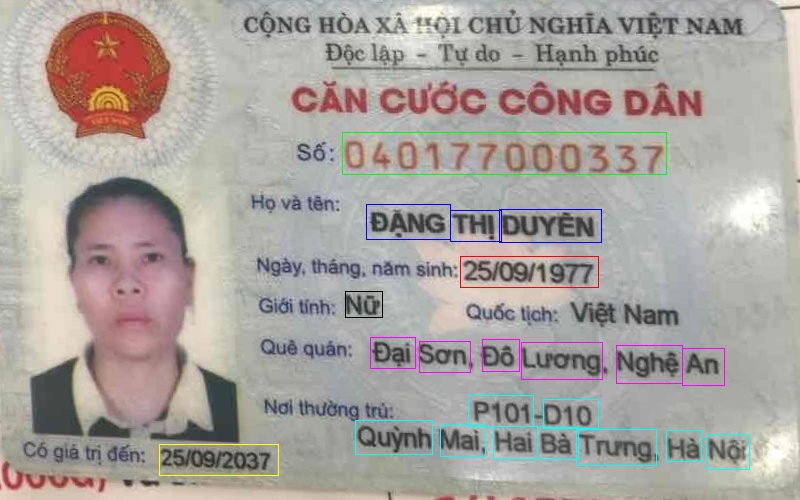 CỘNG HÒA XÃ HỘI CHỦ NGHĨA VIỆT NAM
Độc lập - Tự do - Hạnh phúc
CĂN CƯỚC CÔNG DÂN
Số: 040177000337
Họ và tên: ĐẶNG THỊ DUYÊN
Ngày, tháng, năm sinh: 25/09/1977
Giới tính: Nữ Quốc tịch: Việt Nam
Quê quán: Đại Sơn, Đô Lương, Nghệ An
Nơi thường trú: P101-D10
Quỳnh Mai, Hai Bà Trưng, Hà Nội
Có giá trị đến: 25/09/2037